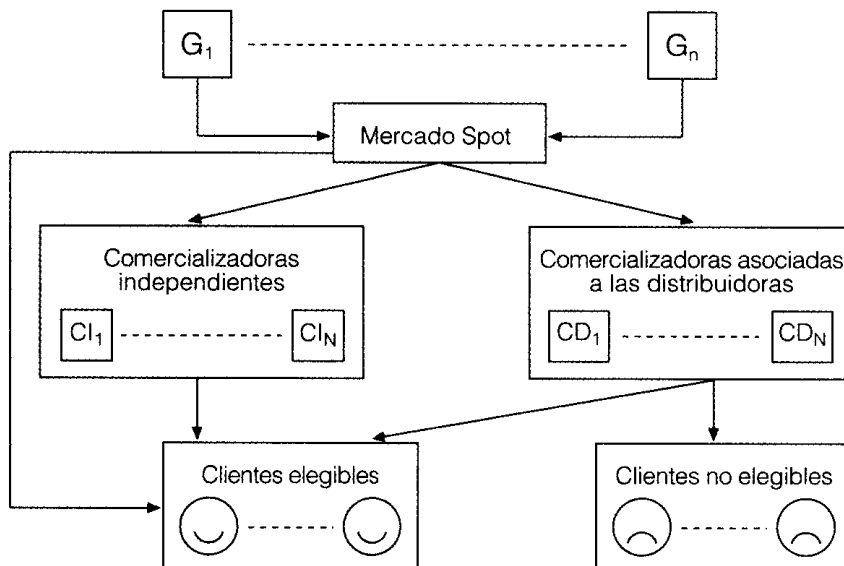 G1
Gn
Mercado Spot
Comercializadoras
independientes
CI1
CIN
Comercializadoras asociadas
a las distribuidoras
CD1
CDN
Clientes elegibles
Clientes no elegibles